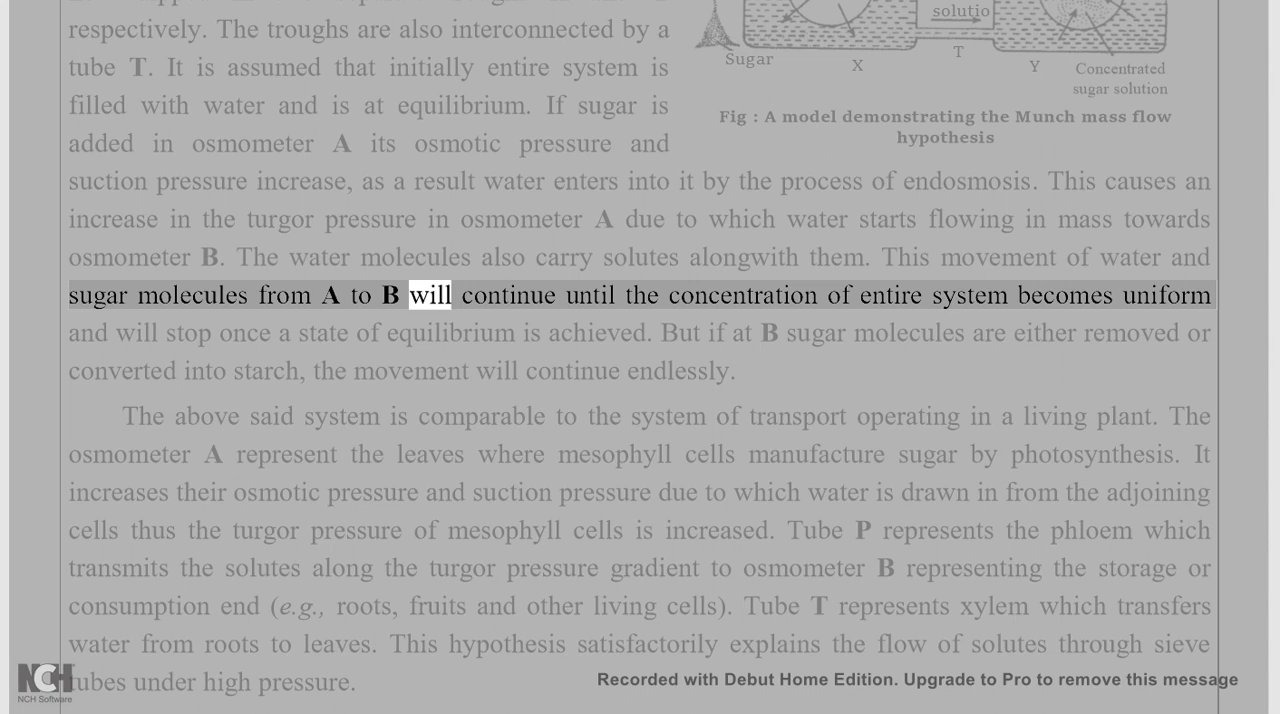 respectively. The troughs are also interconnected by a
tube T. It is assumed that initially entire system is
filled with water and is at equilibrium. If sugar is
added in osmometer A its osmotic pressure and
solutio
Sugar
X
T
Y
Concentrated
sugar solution
Fig : A model demonstrating the Munch mass flow
hypothesis
suction pressure increase, as a result water enters into it by the process of endosmosis. This causes an
increase in the turgor pressure in osmometer A due to which water starts flowing in mass towards
osmometer B. The water molecules also carry solutes alongwith them. This movement of water and
sugar molecules from A to B will continue until the concentration of entire system becomes uniform
and will stop once a state of equilibrium is achieved. But if at B sugar molecules are either removed or
converted into starch, the movement will continue endlessly.
The above said system is comparable to the system of transport operating in a living plant. The
osmometer A represent the leaves where mesophyll cells manufacture sugar by photosynthesis. It
increases their osmotic pressure and suction pressure due to which water is drawn in from the adjoining
cells thus the turgor pressure of mesophyll cells is increased. Tube P represents the phloem which
transmits the solutes along the turgor pressure gradient to osmometer B representing the storage or
consumption end (e.g., roots, fruits and other living cells). Tube T represents xylem which transfers
water from roots to leaves. This hypothesis satisfactorily explains the flow of solutes through sieve
tubes under high pressure.
NCH
NCH Software
Recorded with Debut Home Edition. Upgrade to Pro to remove this message